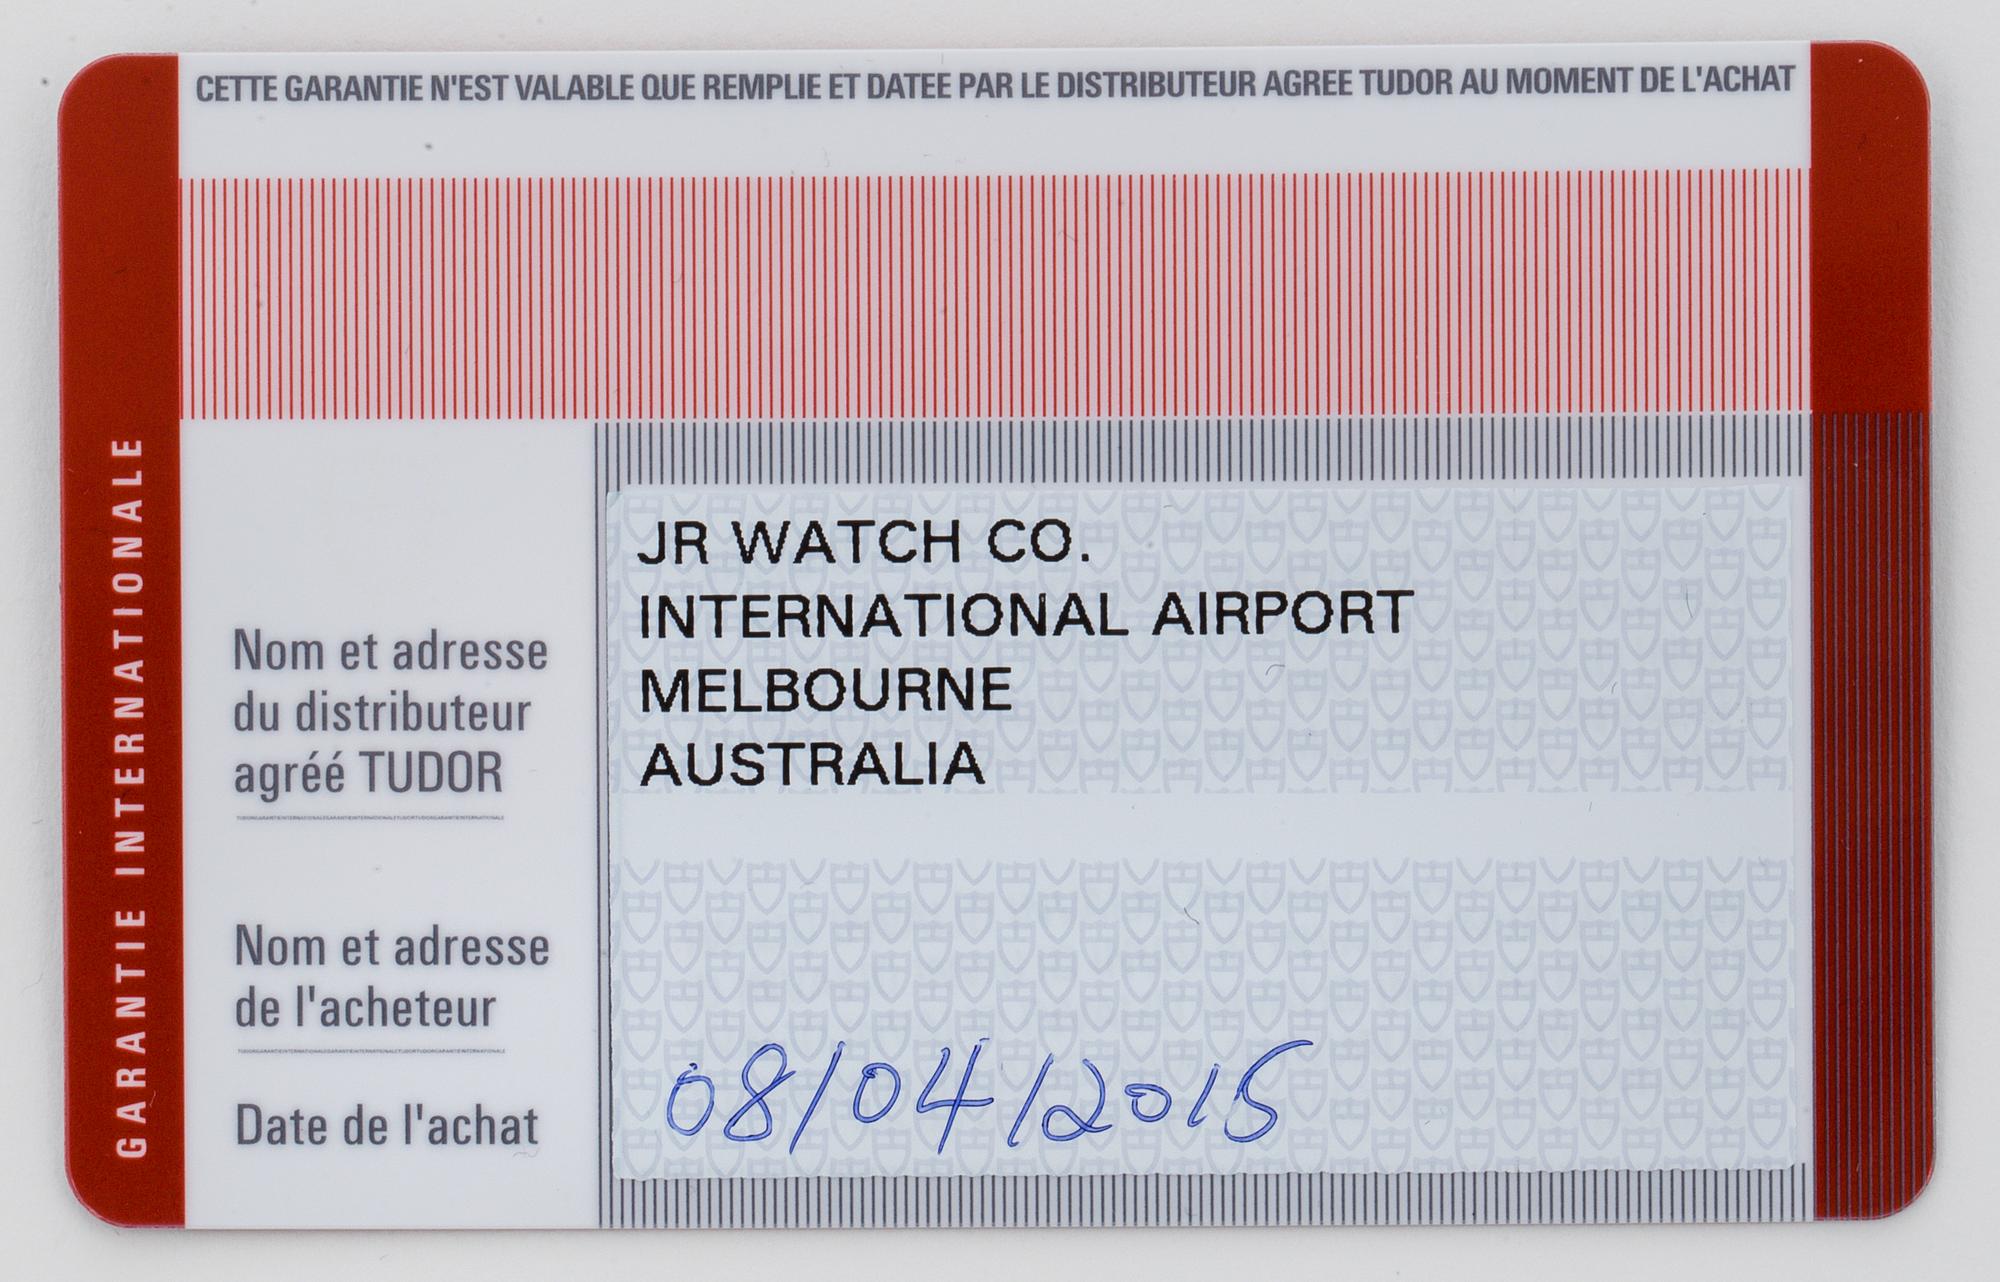 CETTE GARANTIE N'EST VALABLE QUE REMPLIE ET DATEE PAR LE DISTRIBUTEUR AGREE TUDOR AU MOMENT DE L'ACHAT
GARANTIE INTERNATIONALE
Nom et adresse
du distributeur
agréé TUDOR
JR WATCH CO.
INTERNATIONAL AIRPORT
MELBOURNE
AUSTRALIA
Nom et adresse
de l'acheteur
Date de l'achat
08/04/2015